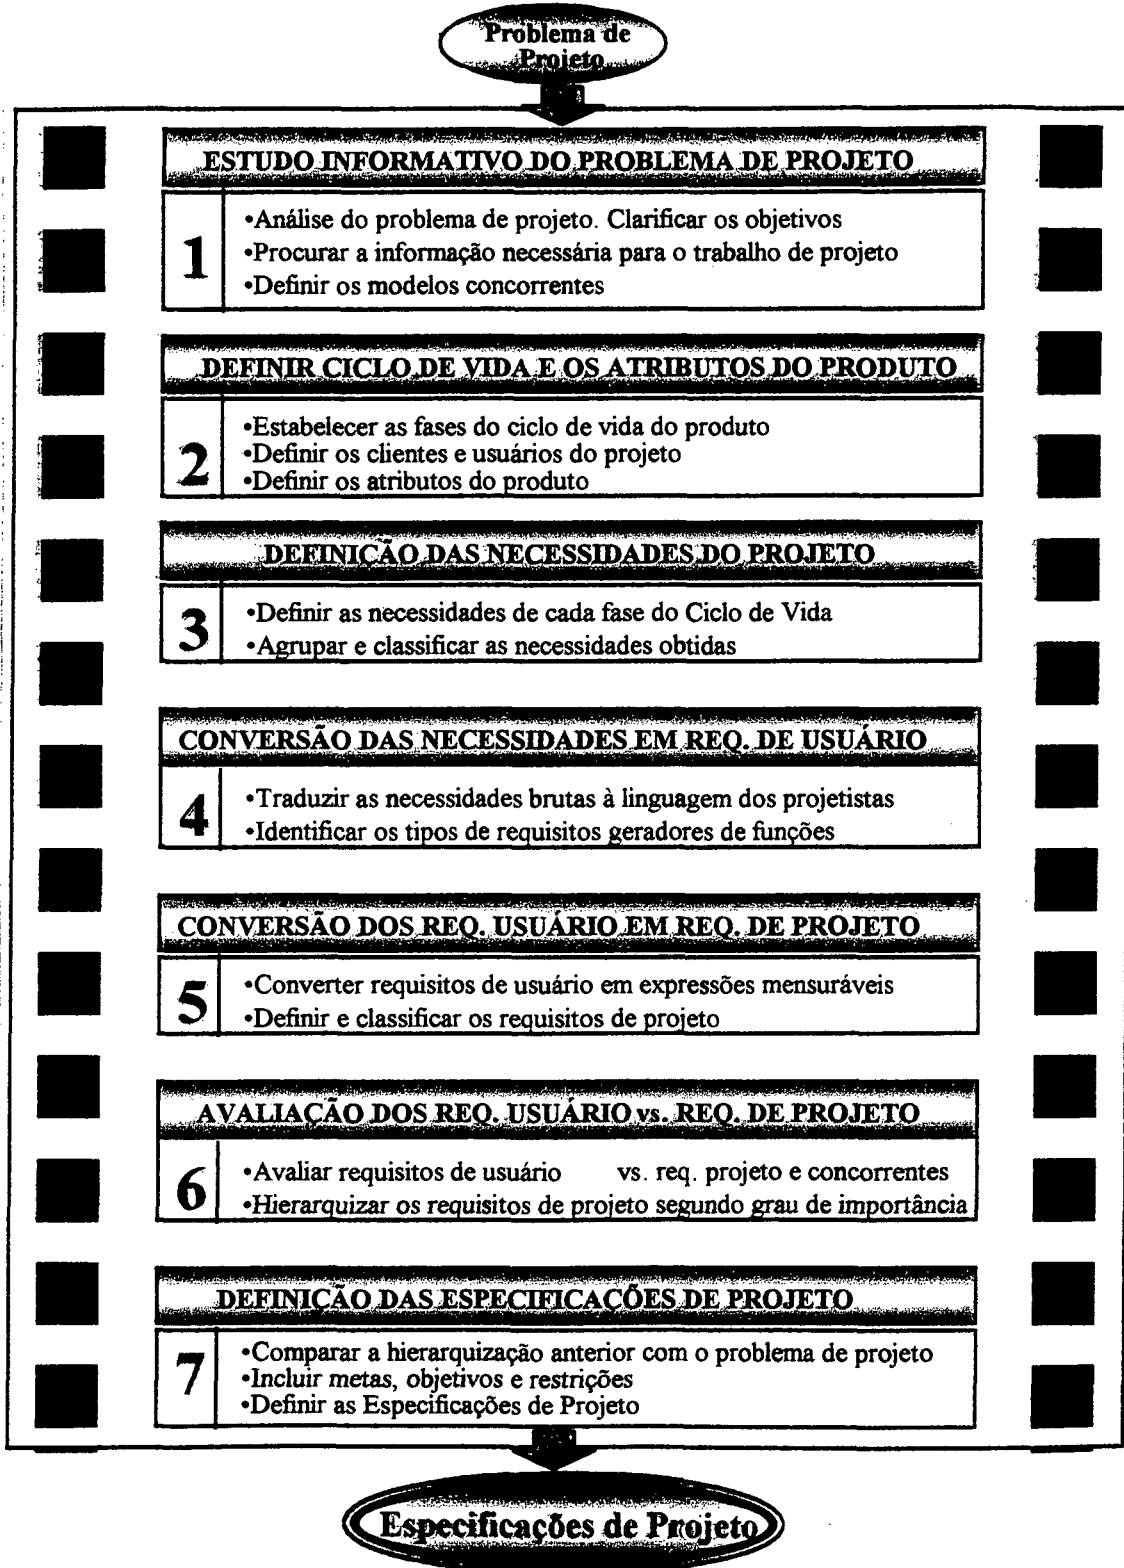 Problema de
Projeto
ESTUDO INFORMATIVO DO PROBLEMA DE PROJETO
1
•Análise do problema de projeto. Clarificar os objetivos
•Procurar a informação necessária para o trabalho de projeto
•Definir os modelos concorrentes
DEFINIR CICLO DE VIDA E OS ATRIBUTOS DO PRODUTO
2
•Estabelecer as fases do ciclo de vida do produto
•Definir os clientes e usuários do projeto
•Definir os atributos do produto
DEFINIÇÃO DAS NECESSIDADES DO PROJETO
3
•Definir as necessidades de cada fase do Ciclo de Vida
•Agrupar e classificar as necessidades obtidas
CONVERSÃO DAS NECESSIDADES EM REQ. DE USUÁRIO
4
•Traduzir as necessidades brutas à linguagem dos projetistas
•Identificar os tipos de requisitos geradores de funções
CONVERSÃO DOS REQ. USUÁRIO EM REQ. DE PROJETO
5
•Converter requisitos de usuário em expressões mensuráveis
•Definir e classificar os requisitos de projeto
AVALIAÇÃO DOS REQ. USUÁRIO vs. REQ. DE PROJETO
6
•Avaliar requisitos de usuário vs. req. projeto e concorrentes
•Hierarquizar os requisitos de projeto segundo grau de importância
DEFINIÇÃO DAS ESPECIFICAÇÕES DE PROJETO
7
•Comparar a hierarquização anterior com o problema de projeto
•Incluir metas, objetivos e restrições
•Definir as Especificações de Projeto
Especificações de Projeto